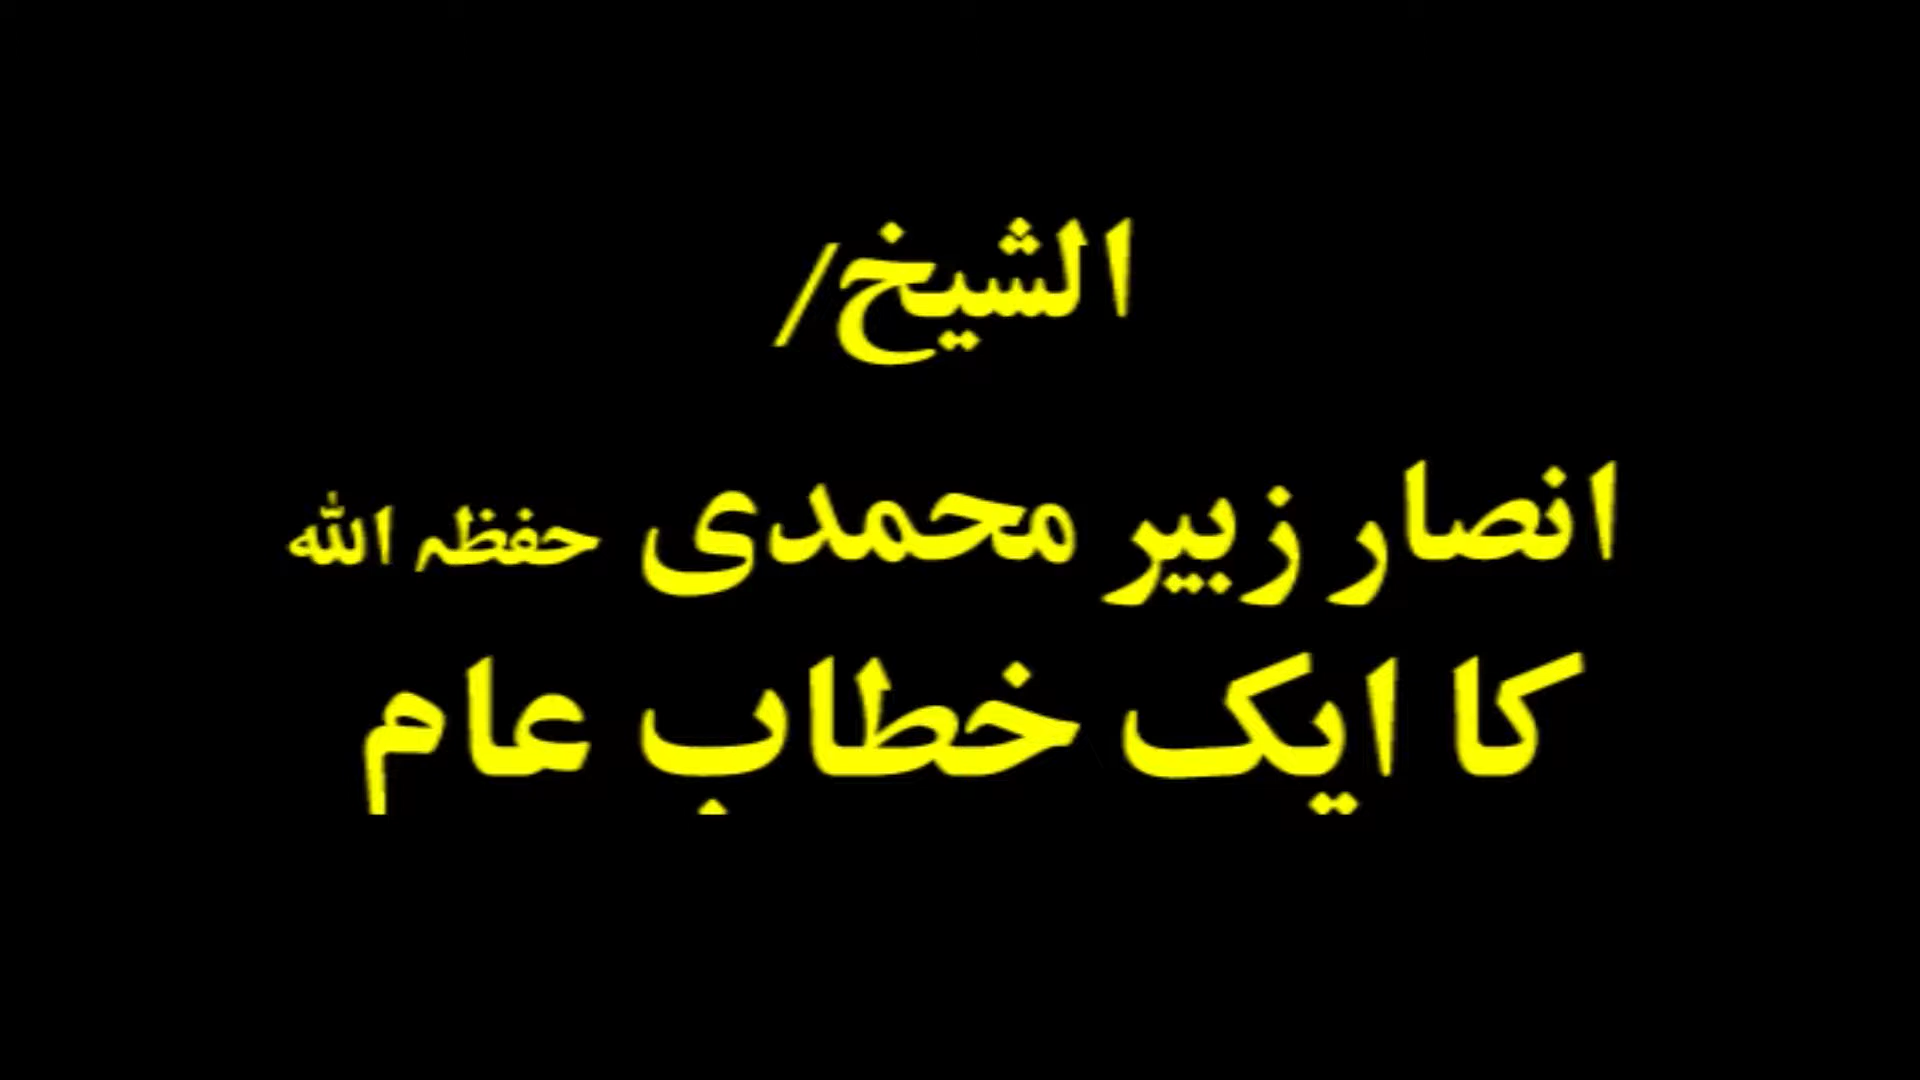 الشیخ/
انصار زبیر محمدی حفظہ اللہ
کا ایک خطاب عام